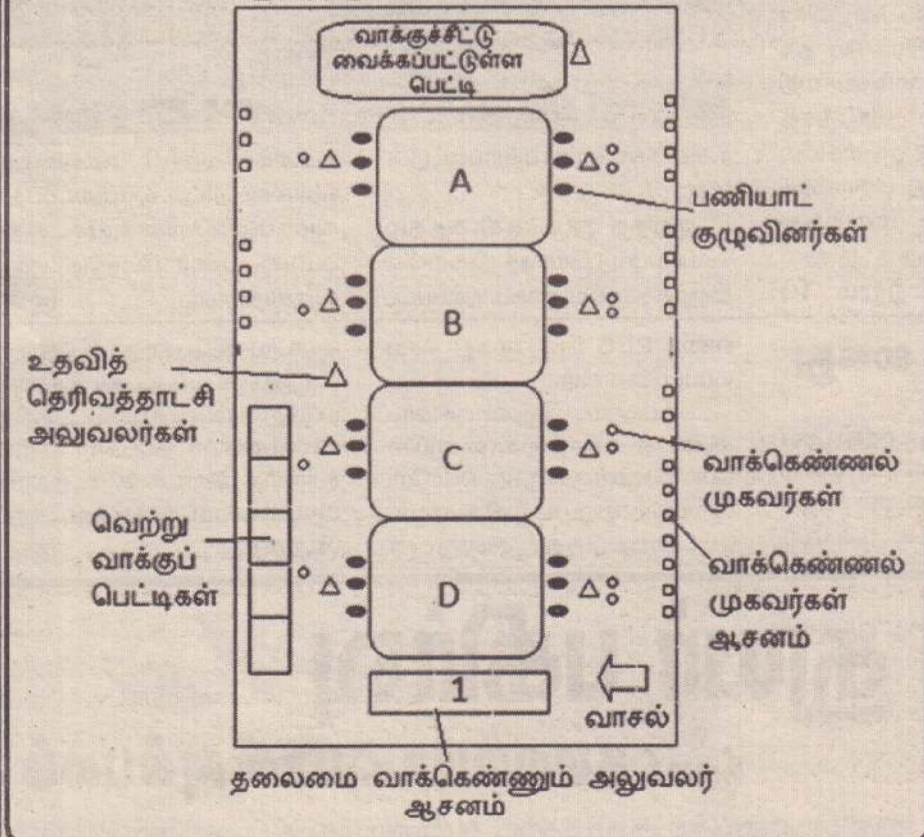 வாக்குச்சீட்டு
வைக்கப்பட்டுள்ள
பெட்டி
A
பணியாட்
குழுவினர்கள்
B
உதவித்
தெரிவத்தாட்சி
அலுவலர்கள்
C
வாக்கெண்ணல்
முகவர்கள்
வெற்று
வாக்குப்
பெட்டிகள்
வாக்கெண்ணல்
முகவர்கள்
ஆசனம்
D
1
வாசல்
தலைமை வாக்கெண்ணும் அலுவலர்
ஆசனம்